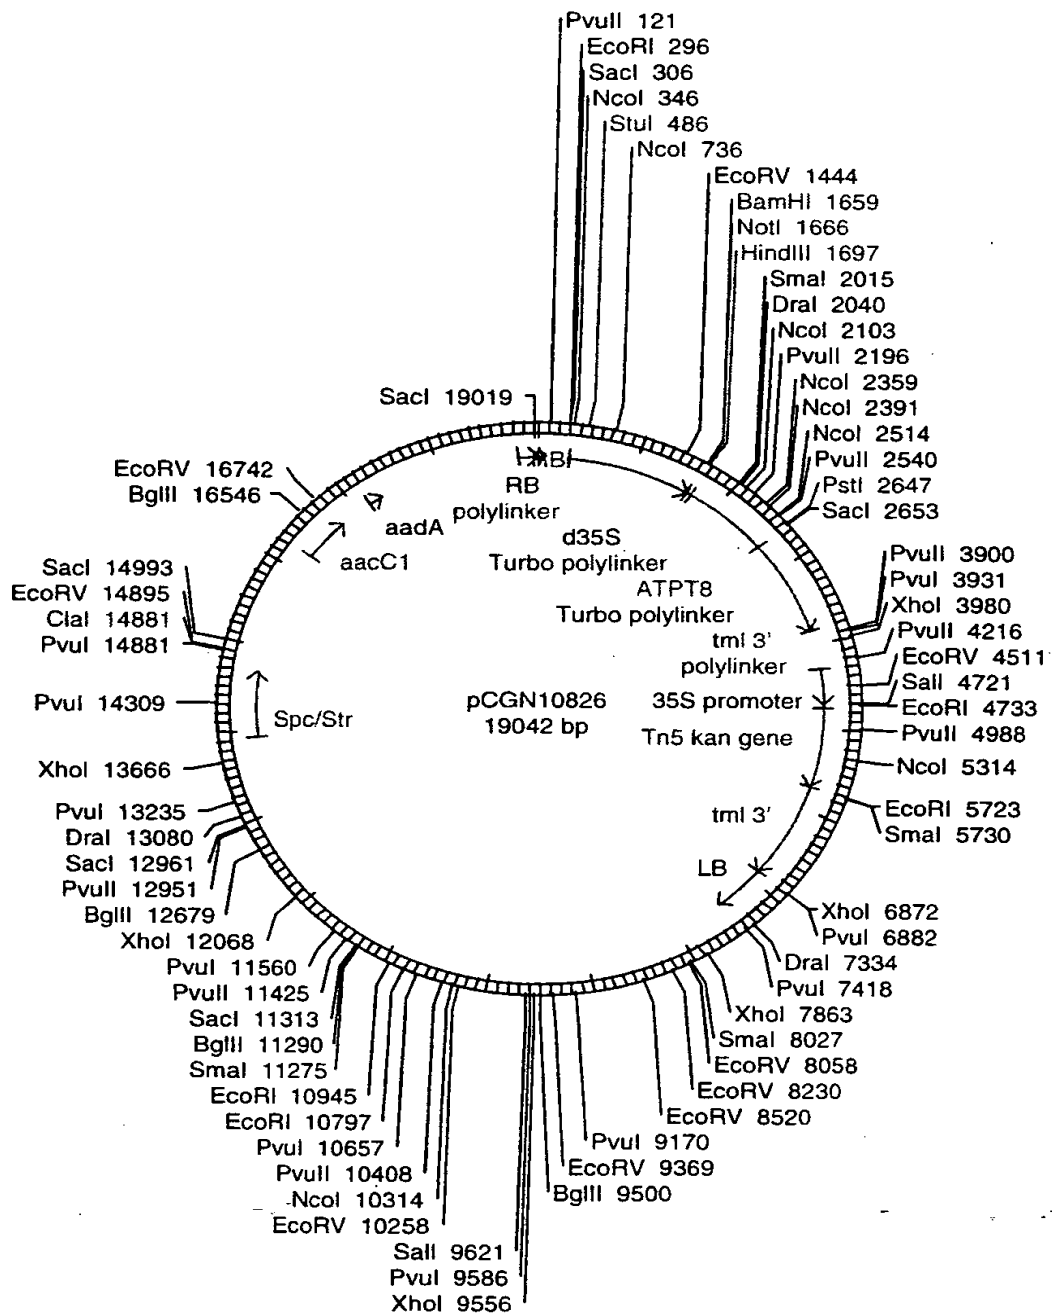 PvuII 121
EcoRI 296
SacI 306
NcoI 346
StuI 486
NcoI 736
EcoRV 1444
BamHI 1659
NotI 1666
HindIII 1697
SmaI 2015
DraI 2040
NcoI 2103
PvuII 2196
NcoI 2359
NcoI 2391
NcoI 2514
PvuII 2540
PstI 2647
SacI 2653
PvuII 3900
PvuI 3931
XhoI 3980
PvuII 4216
EcoRV 4511
SalI 4721
EcoRI 4733
PvuII 4988
NcoI 5314
EcoRI 5723
SmaI 5730
XhoI 6872
PvuI 6882
DraI 7334
PvuI 7418
XhoI 7863
SmaI 8027
EcoRV 8058
EcoRV 8230
EcoRV 8520
PvuI 9170
EcoRV 9369
BglII 9500
SacI 19019
EcoRV 16742
BglII 16546
SacI 14993
EcoRV 14895
ClaI 14881
PvuI 14881
PvuI 14309
XhoI 13666
PvuI 13235
DraI 13080
SacI 12961
PvuII 12951
BglII 12679
XhoI 12068
PvuI 11560
PvuII 11425
SacI 11313
BglII 11290
SmaI 11275
EcoRI 10945
EcoRI 10797
PvuI 10657
PvuII 10408
NcoI 10314
EcoRV 10258
SalI 9621
PvuI 9586
XhoI 9556
RB
polylinker
d35S
Turbo polylinker
ATPT8
Turbo polylinker
tml 3'
polylinker
35S promoter
Tn5 kan gene
tml 3'
LB
aadA
aacC1
Spc/Str
pCGN10826
19042 bp